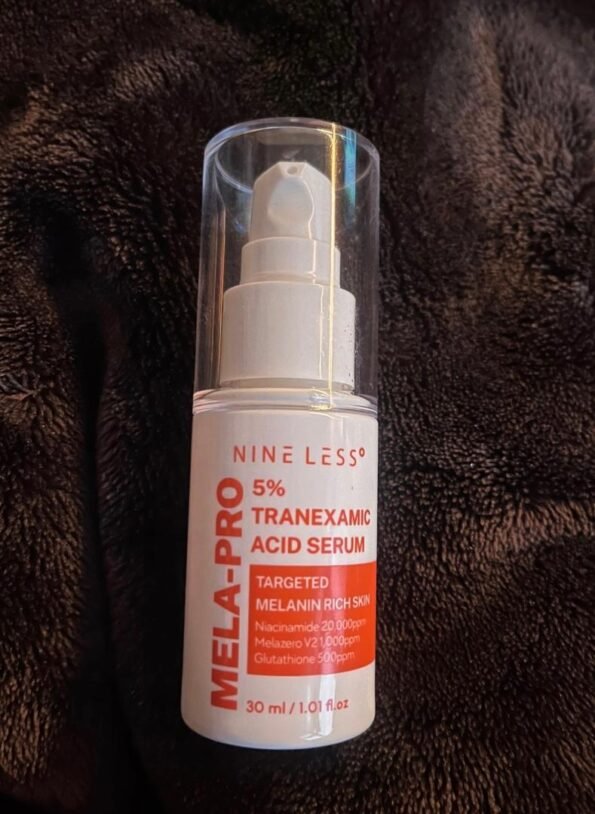 NINE LESS°
MELA-PRO
5%
TRANEXAMIC
ACID SERUM
TARGETED
MELANIN RICH SKIN
Niacinamide 20,000ppm
Melazero V2 1,000ppm
Glutathione 500ppm
30 ml / 1.01 fl.oz